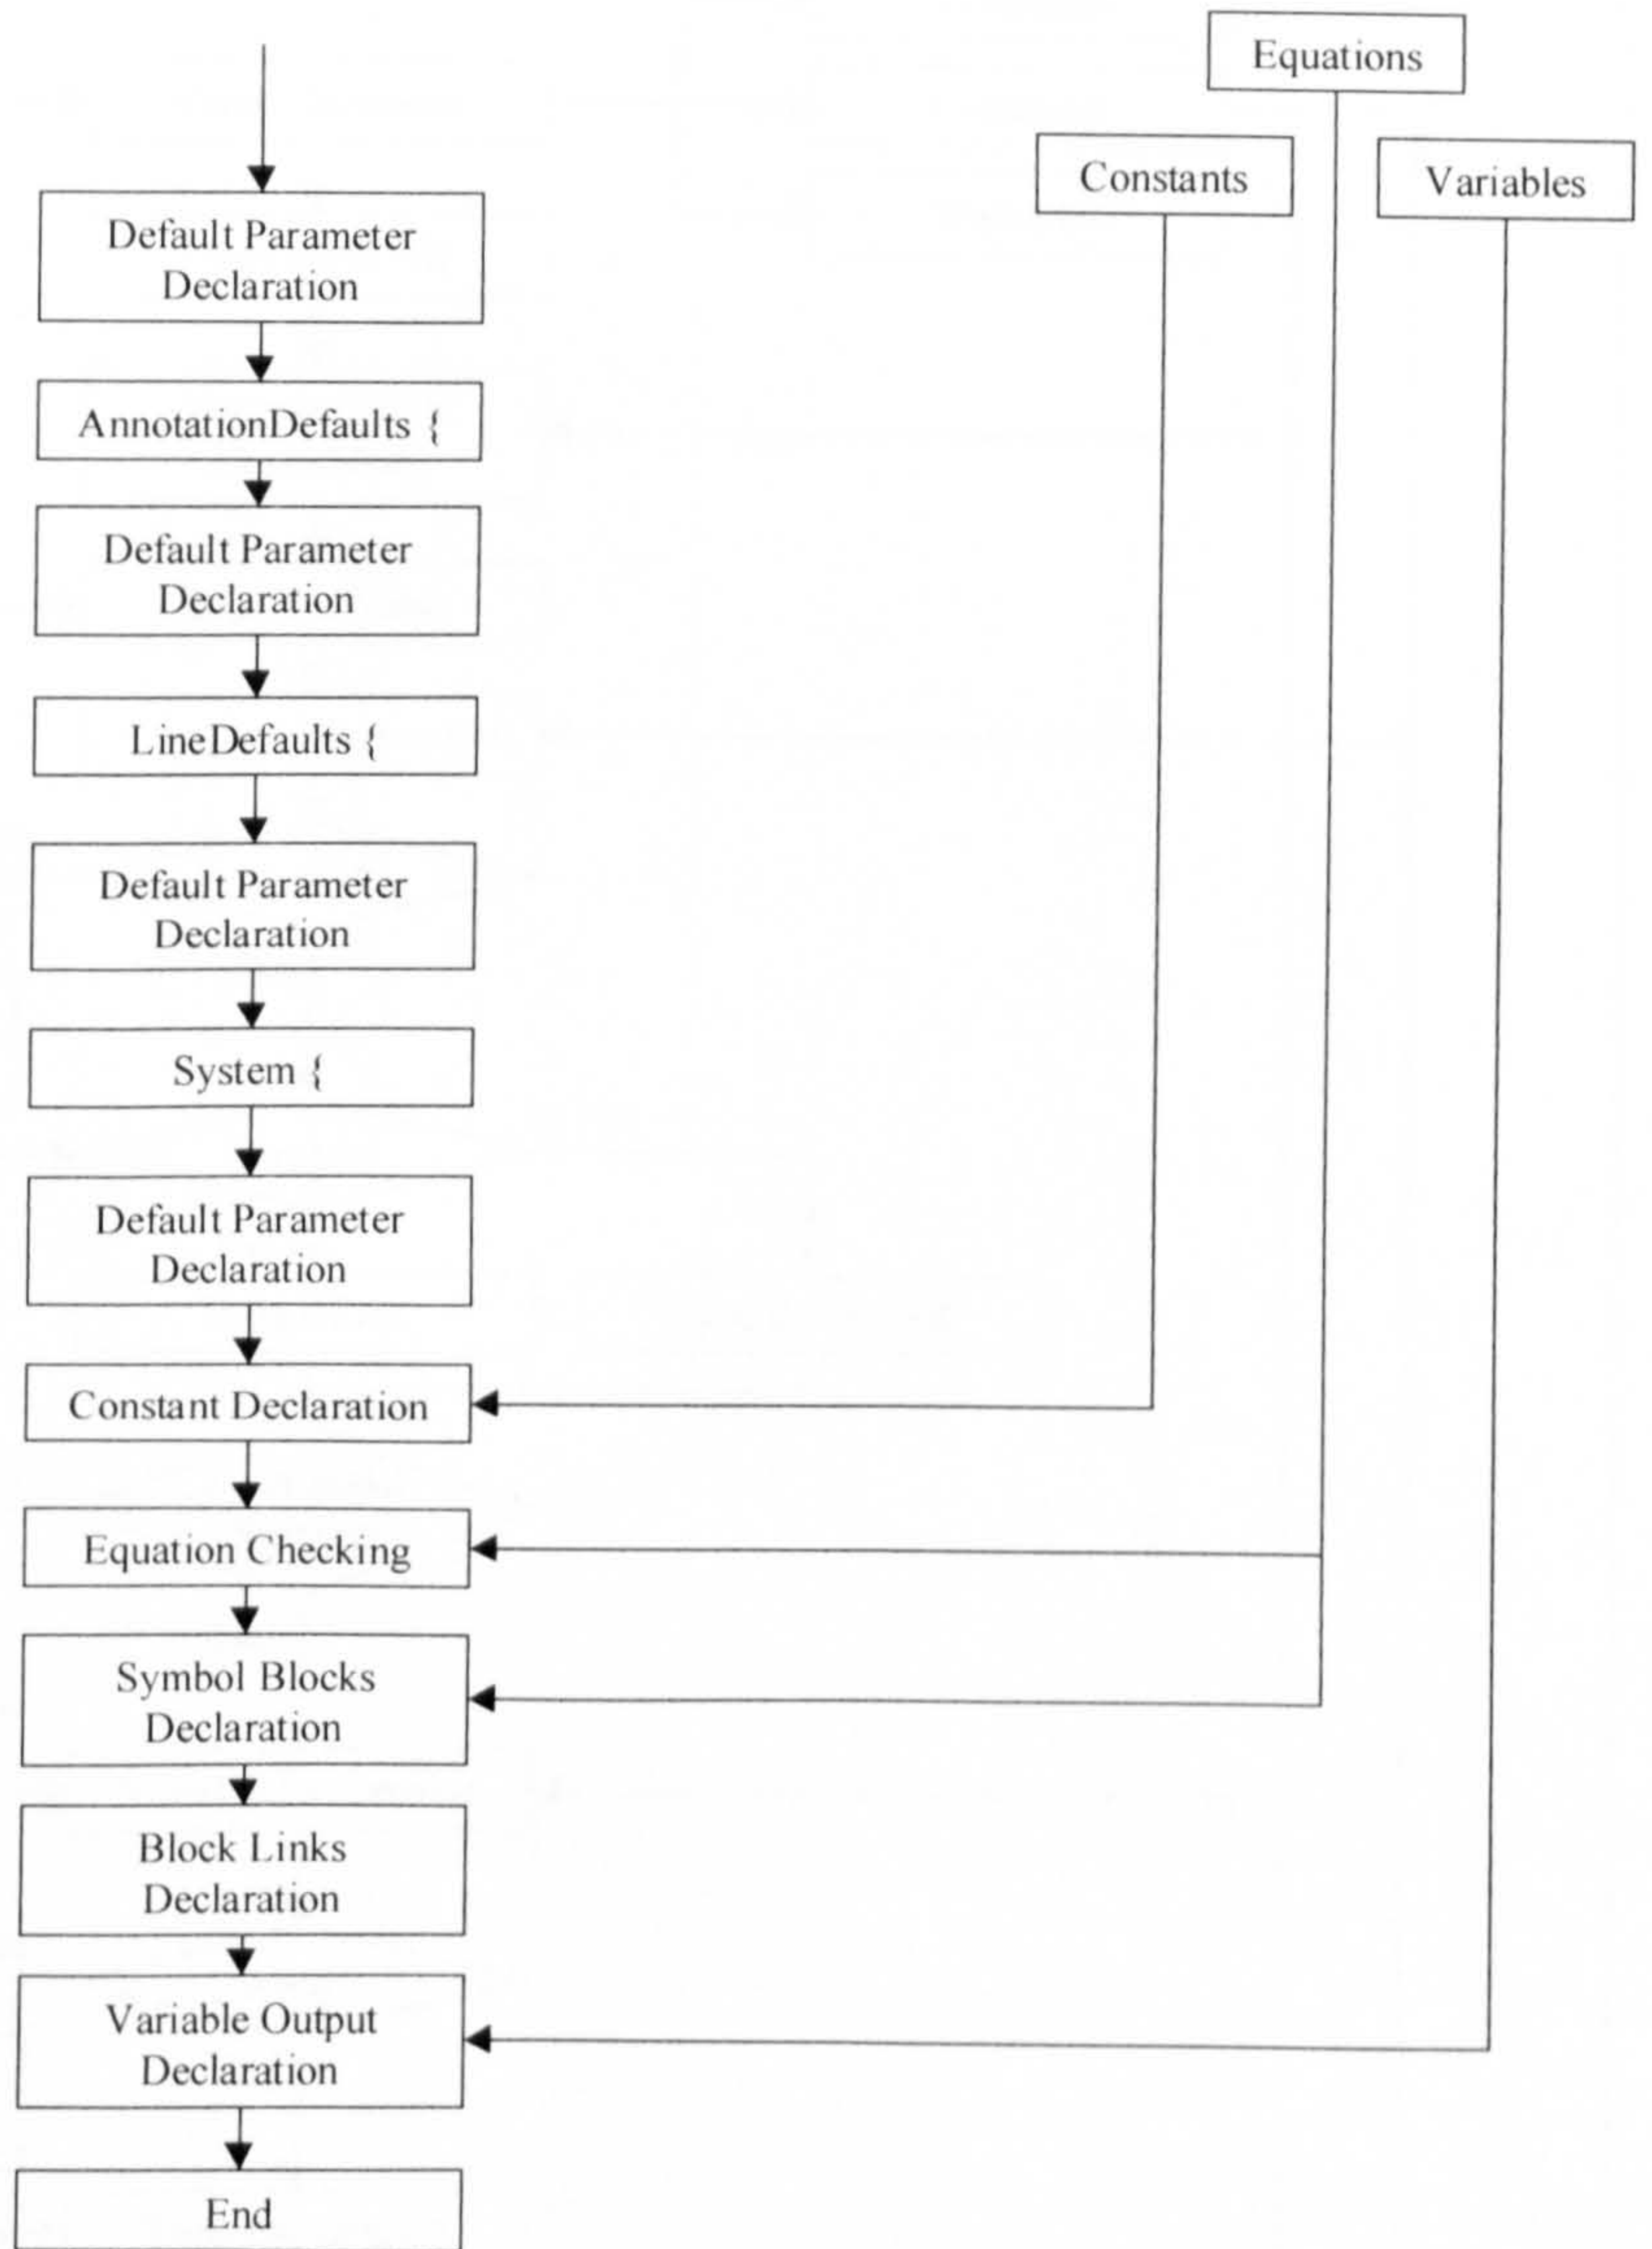 Equations
Constants
Variables
Default Parameter
Declaration
AnnotationDefaults {
Default Parameter
Declaration
LineDefaults {
Default Parameter
Declaration
System {
Default Parameter
Declaration
Constant Declaration
Equation Checking
Symbol Blocks
Declaration
Block Links
Declaration
Variable Output
Declaration
End